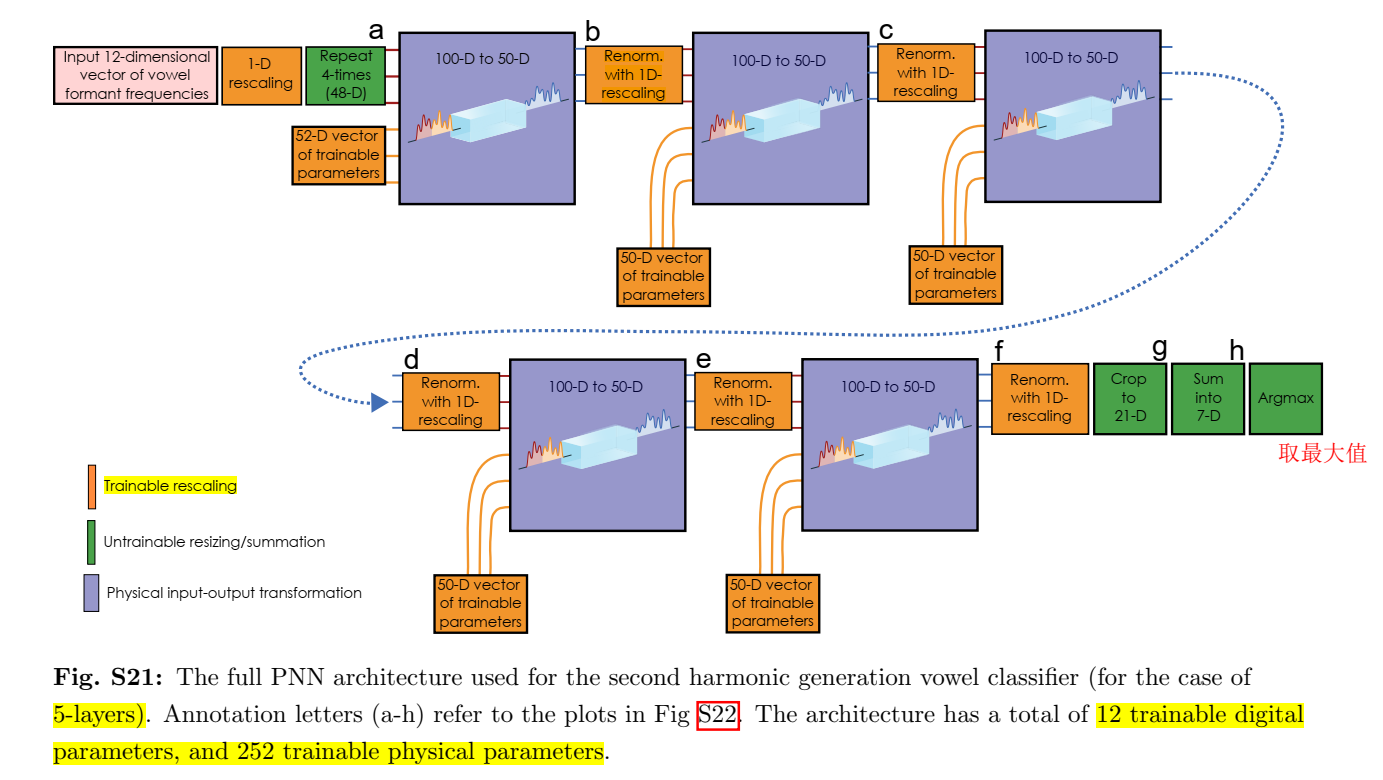 a
b
c
Input 12-dimensional
vector of vowel
formant frequencies
1-D
rescaling
Repeat
4-times
(48-D)
100-D to 50-D
Renorm.
with 1D-
rescaling
100-D to 50-D
Renorm.
with 1D-
rescaling
100-D to 50-D
52-D vector
of trainable
parameters
50-D vector
of trainable
parameters
50-D vector
of trainable
parameters
d
e
f
g
h
Renorm.
with 1D-
rescaling
100-D to 50-D
Renorm.
with 1D-
rescaling
100-D to 50-D
Renorm.
with 1D-
rescaling
Crop
to
21-D
Sum
into
7-D
Argmax
取最大值
Trainable rescaling
Untrainable resizing/summation
Physical input-output transformation
50-D vector
of trainable
parameters
50-D vector
of trainable
parameters
Fig. S21: The full PNN architecture used for the second harmonic generation vowel classifier (for the case of
5-layers). Annotation letters (a-h) refer to the plots in Fig S22. The architecture has a total of 12 trainable digital
parameters, and 252 trainable physical parameters.